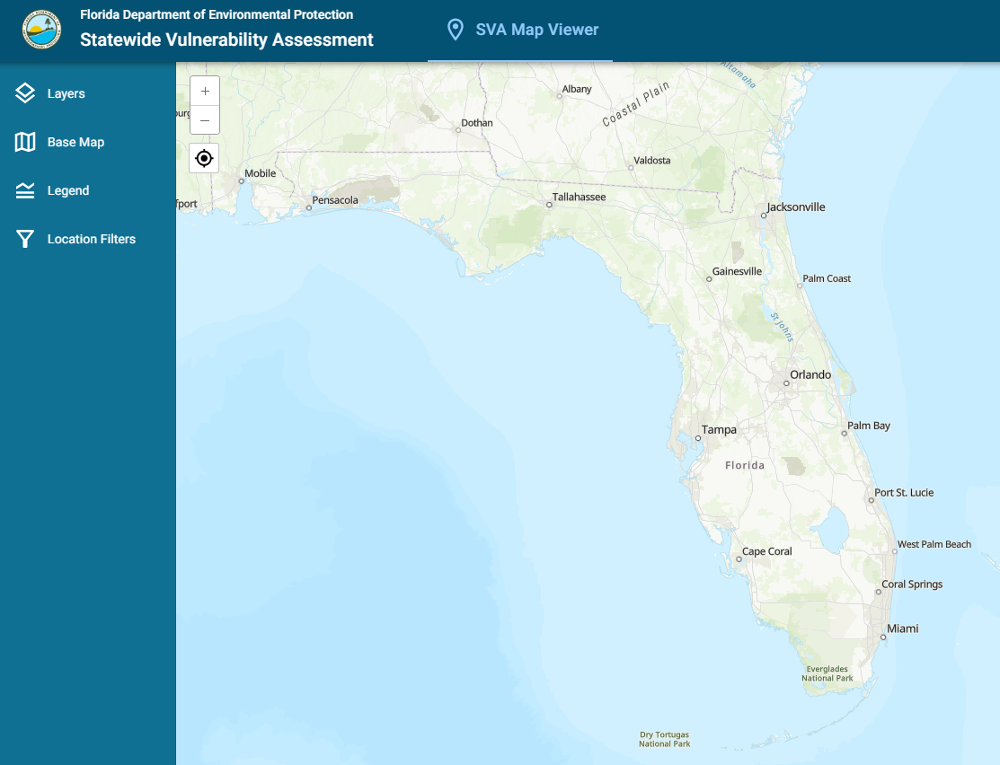 Florida Department of Environmental Protection
Statewide Vulnerability Assessment
SVA Map Viewer
Layers
Base Map
Legend
Location Filters
+
−
Altamaha
Albany
Coastal Plain
Dothan
Valdosta
Mobile
Tallahassee
Pensacola
fport
Jacksonville
Gainesville
Palm Coast
St Johns
Orlando
Palm Bay
Tampa
Florida
Port St. Lucie
West Palm Beach
Cape Coral
Coral Springs
Miami
Everglades
National Park
Dry Tortugas
National Park